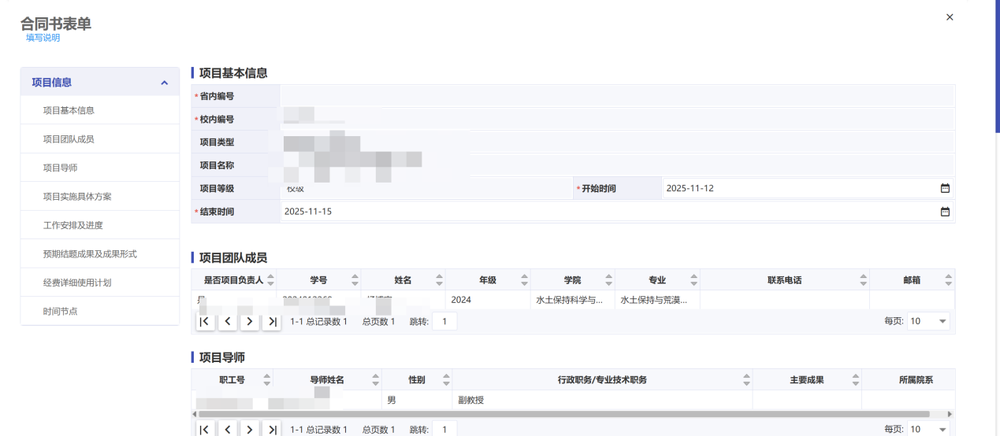 合同书表单
填写说明
项目信息
项目基本信息
项目团队成员
项目导师
项目实施具体方案
工作安排及进度
预期结题成果及成果形式
经费详细使用计划
时间节点
项目基本信息
* 省内编号
* 校内编号
项目类型
项目名称
项目等级 校级 * 开始时间 2025-11-12
* 结束时间 2025-11-15
项目团队成员
是否项目负责人 学号 姓名 年级 学院 专业 联系电话 邮箱
2024 水土保持科学与... 水土保持与荒漠...
1-1 总记录数 1 总页数 1 跳转: 1 每页: 10
项目导师
职工号 导师姓名 性别 行政职务/专业技术职务 主要成果 所属院系
男 副教授
1-1 总记录数 1 总页数 1 跳转: 1 每页: 10